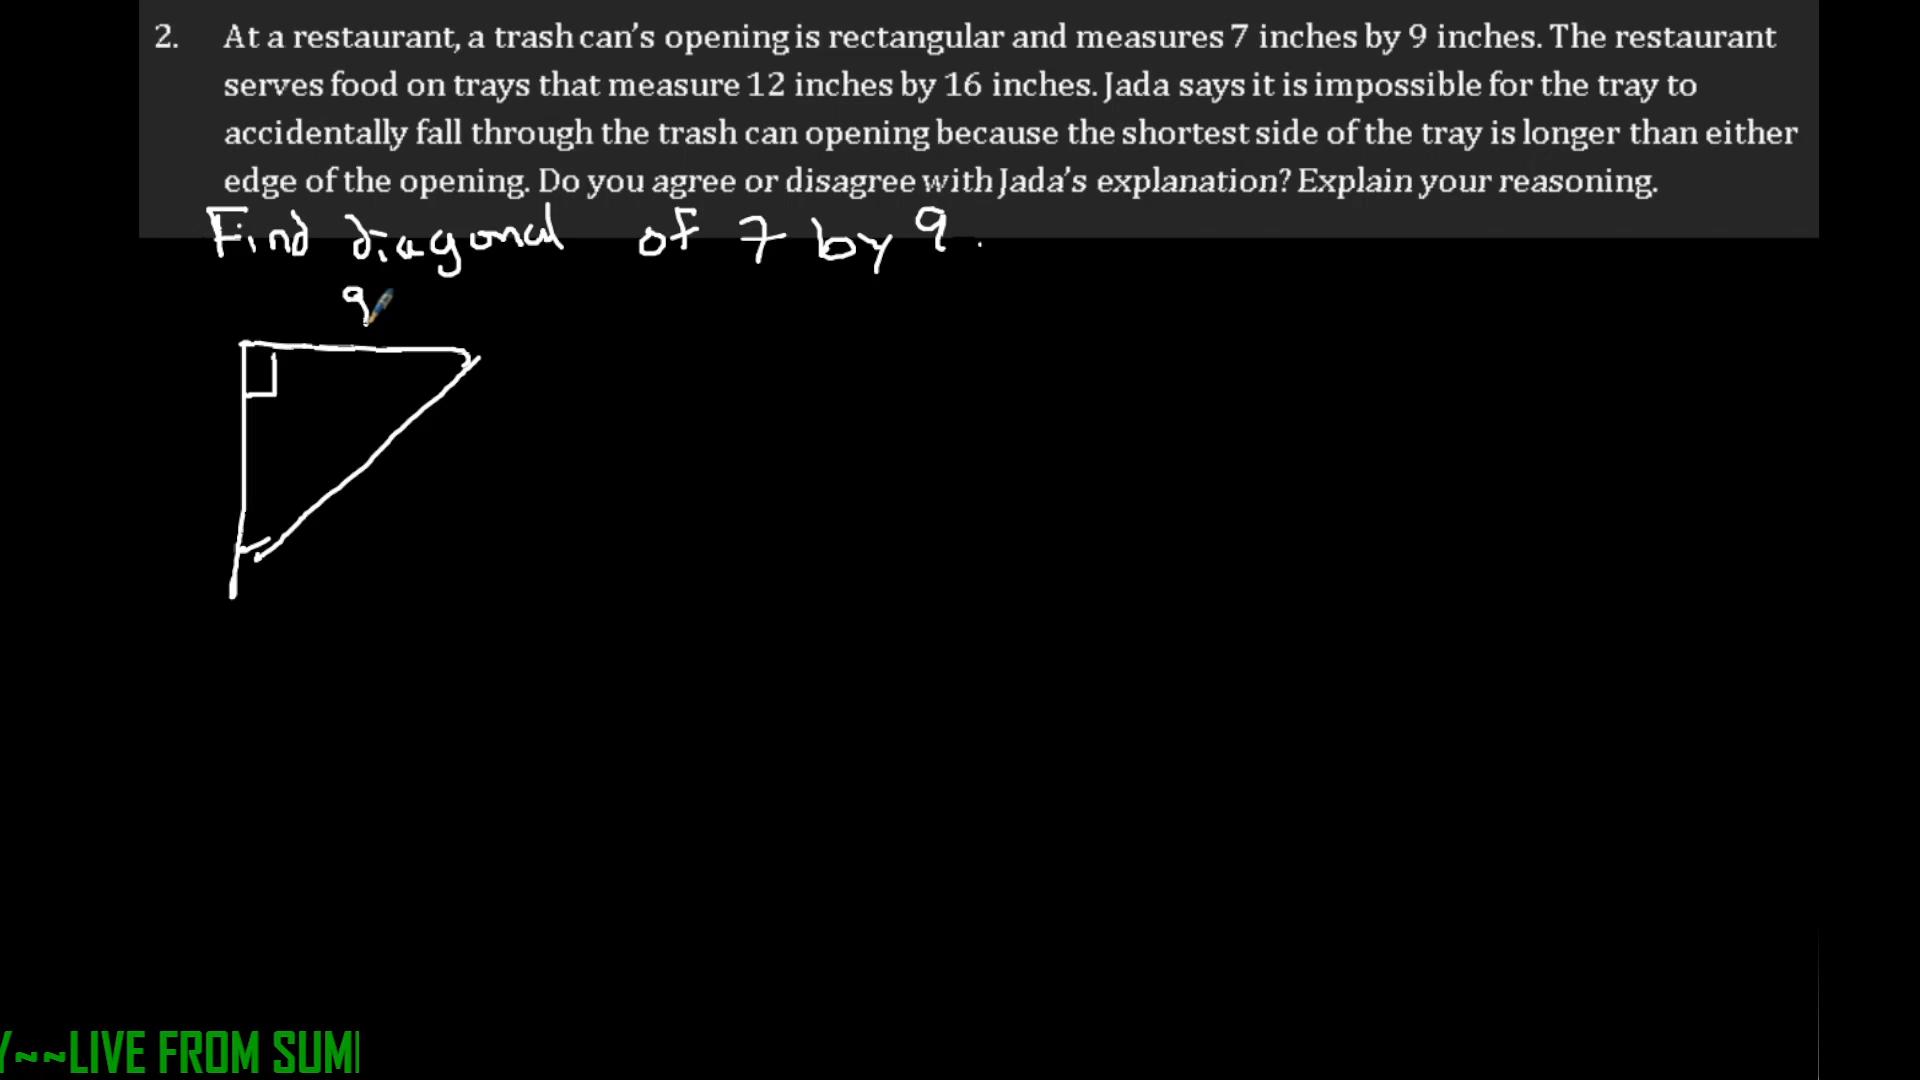 2. At a restaurant, a trash can's opening is rectangular and measures 7 inches by 9 inches. The restaurant
serves food on trays that measure 12 inches by 16 inches. Jada says it is impossible for the tray to
accidentally fall through the trash can opening because the shortest side of the tray is longer than either
edge of the opening. Do you agree or disagree with Jada's explanation? Explain your reasoning.
Find diagonal of 7 by 9.
9
Y~~LIVE FROM SUM